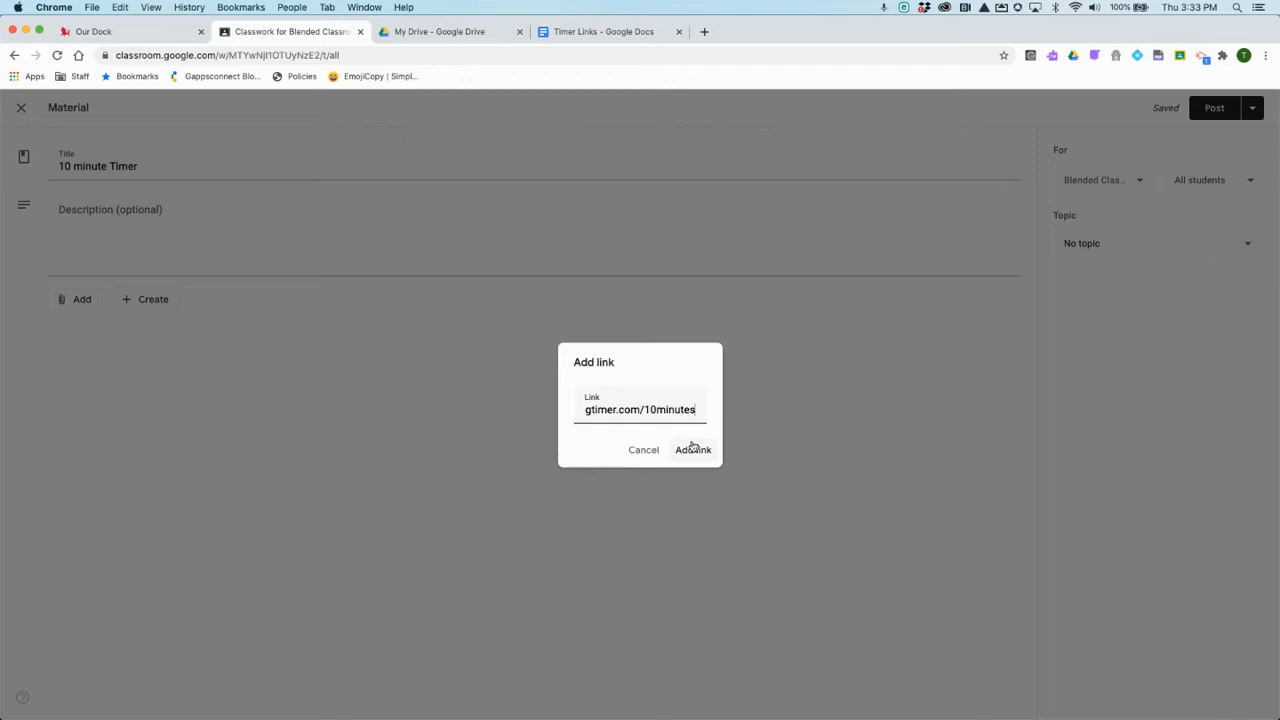 Chrome File Edit View History Bookmarks People Tab Window Help 100% Thu 3:33 PM
Our Dock Classwork for Blended Classro My Drive - Google Drive Timer Links - Google Docs
classroom.google.com/w/MTYwNjI1OTUyNzE2/t/all
Apps Staff Bookmarks Gappsconnect Blo... Policies EmojiCopy | Simpl...
Material Saved Post
Title
10 minute Timer
Description (optional)
Add Create
For
Blended Clas... All students
Topic
No topic
Add link
Link
gtimer.com/10minutes
Cancel Add link